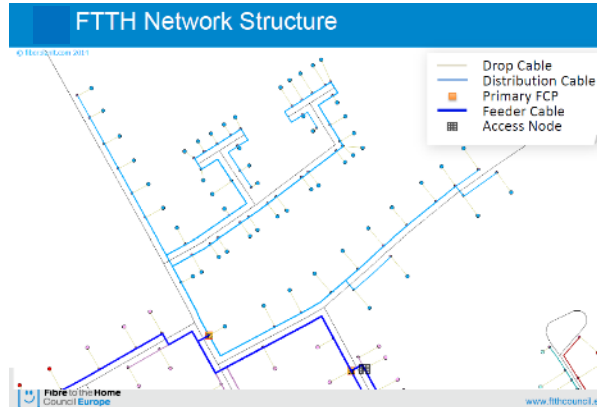 FTTH Network Structure
Drop Cable
Distribution Cable
Primary FCP
Feeder Cable
Access Node
Fibre to the Home
Council Europe
www.ftthcouncil.e